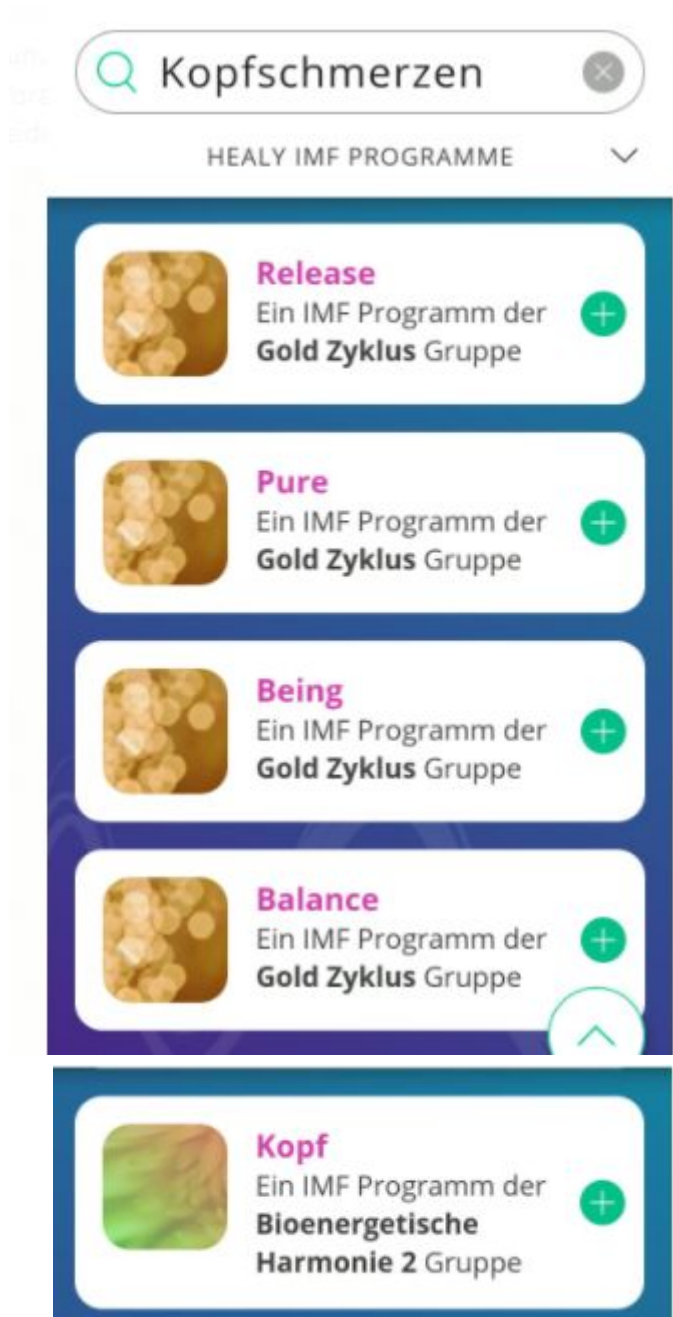 Kopfschmerzen
HEALY IMF PROGRAMME
Release
Ein IMF Programm der
Gold Zyklus Gruppe
Pure
Ein IMF Programm der
Gold Zyklus Gruppe
Being
Ein IMF Programm der
Gold Zyklus Gruppe
Balance
Ein IMF Programm der
Gold Zyklus Gruppe
Kopf
Ein IMF Programm der
Bioenergetische
Harmonie 2 Gruppe